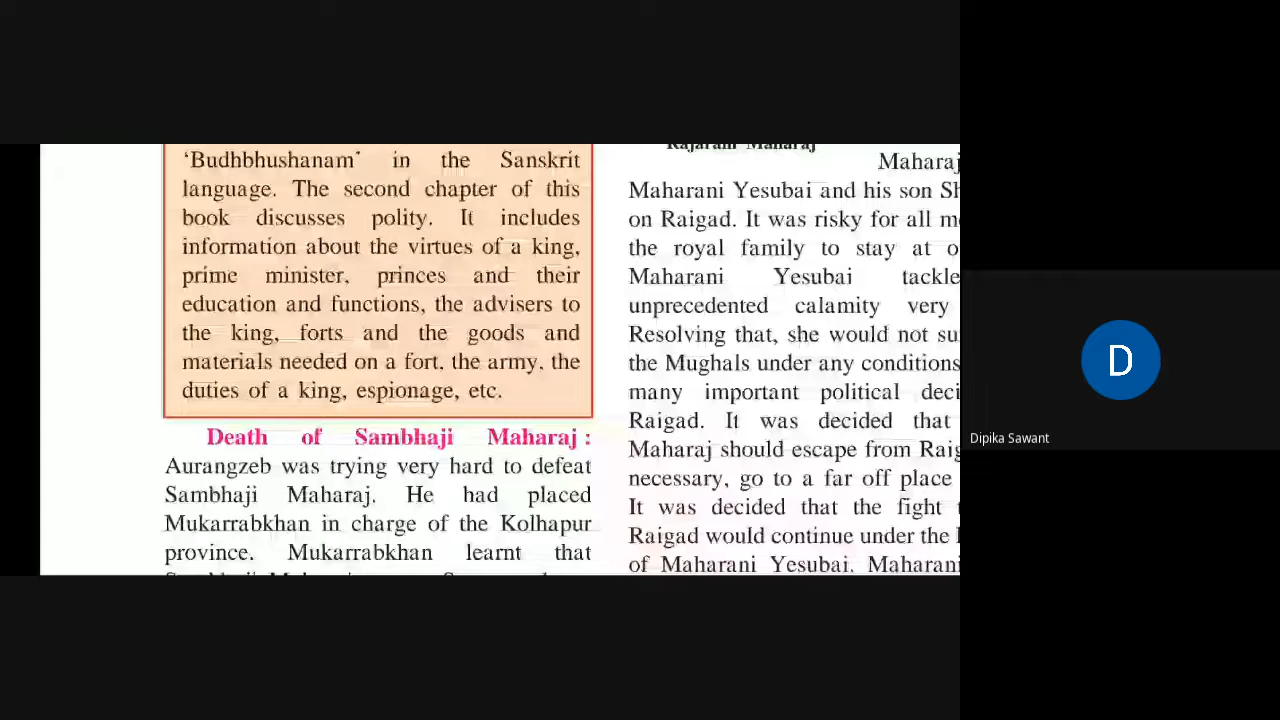 'Budhbhushanam' in the Sanskrit
language. The second chapter of this
book discusses polity. It includes
information about the virtues of a king,
prime minister, princes and their
education and functions, the advisers to
the king, forts and the goods and
materials needed on a fort, the army, the
duties of a king, espionage, etc.
Death of Sambhaji Maharaj :
Aurangzeb was trying very hard to defeat
Sambhaji Maharaj. He had placed
Mukarrabkhan in charge of the Kolhapur
province. Mukarrabkhan learnt that
Rajaram Maharaj
Maharaj
Maharani Yesubai and his son
on Raigad. It was risky for all
the royal family to stay at
Maharani Yesubai
unprecedented calamity very
Resolving that, she would not
the Mughals under any conditions
many important political
Raigad. It was decided that
Maharaj should escape from
necessary, go to a far off place
It was decided that the fight
Raigad would continue under the
of Maharani Yesubai. Maharani
D
Dipika Sawant